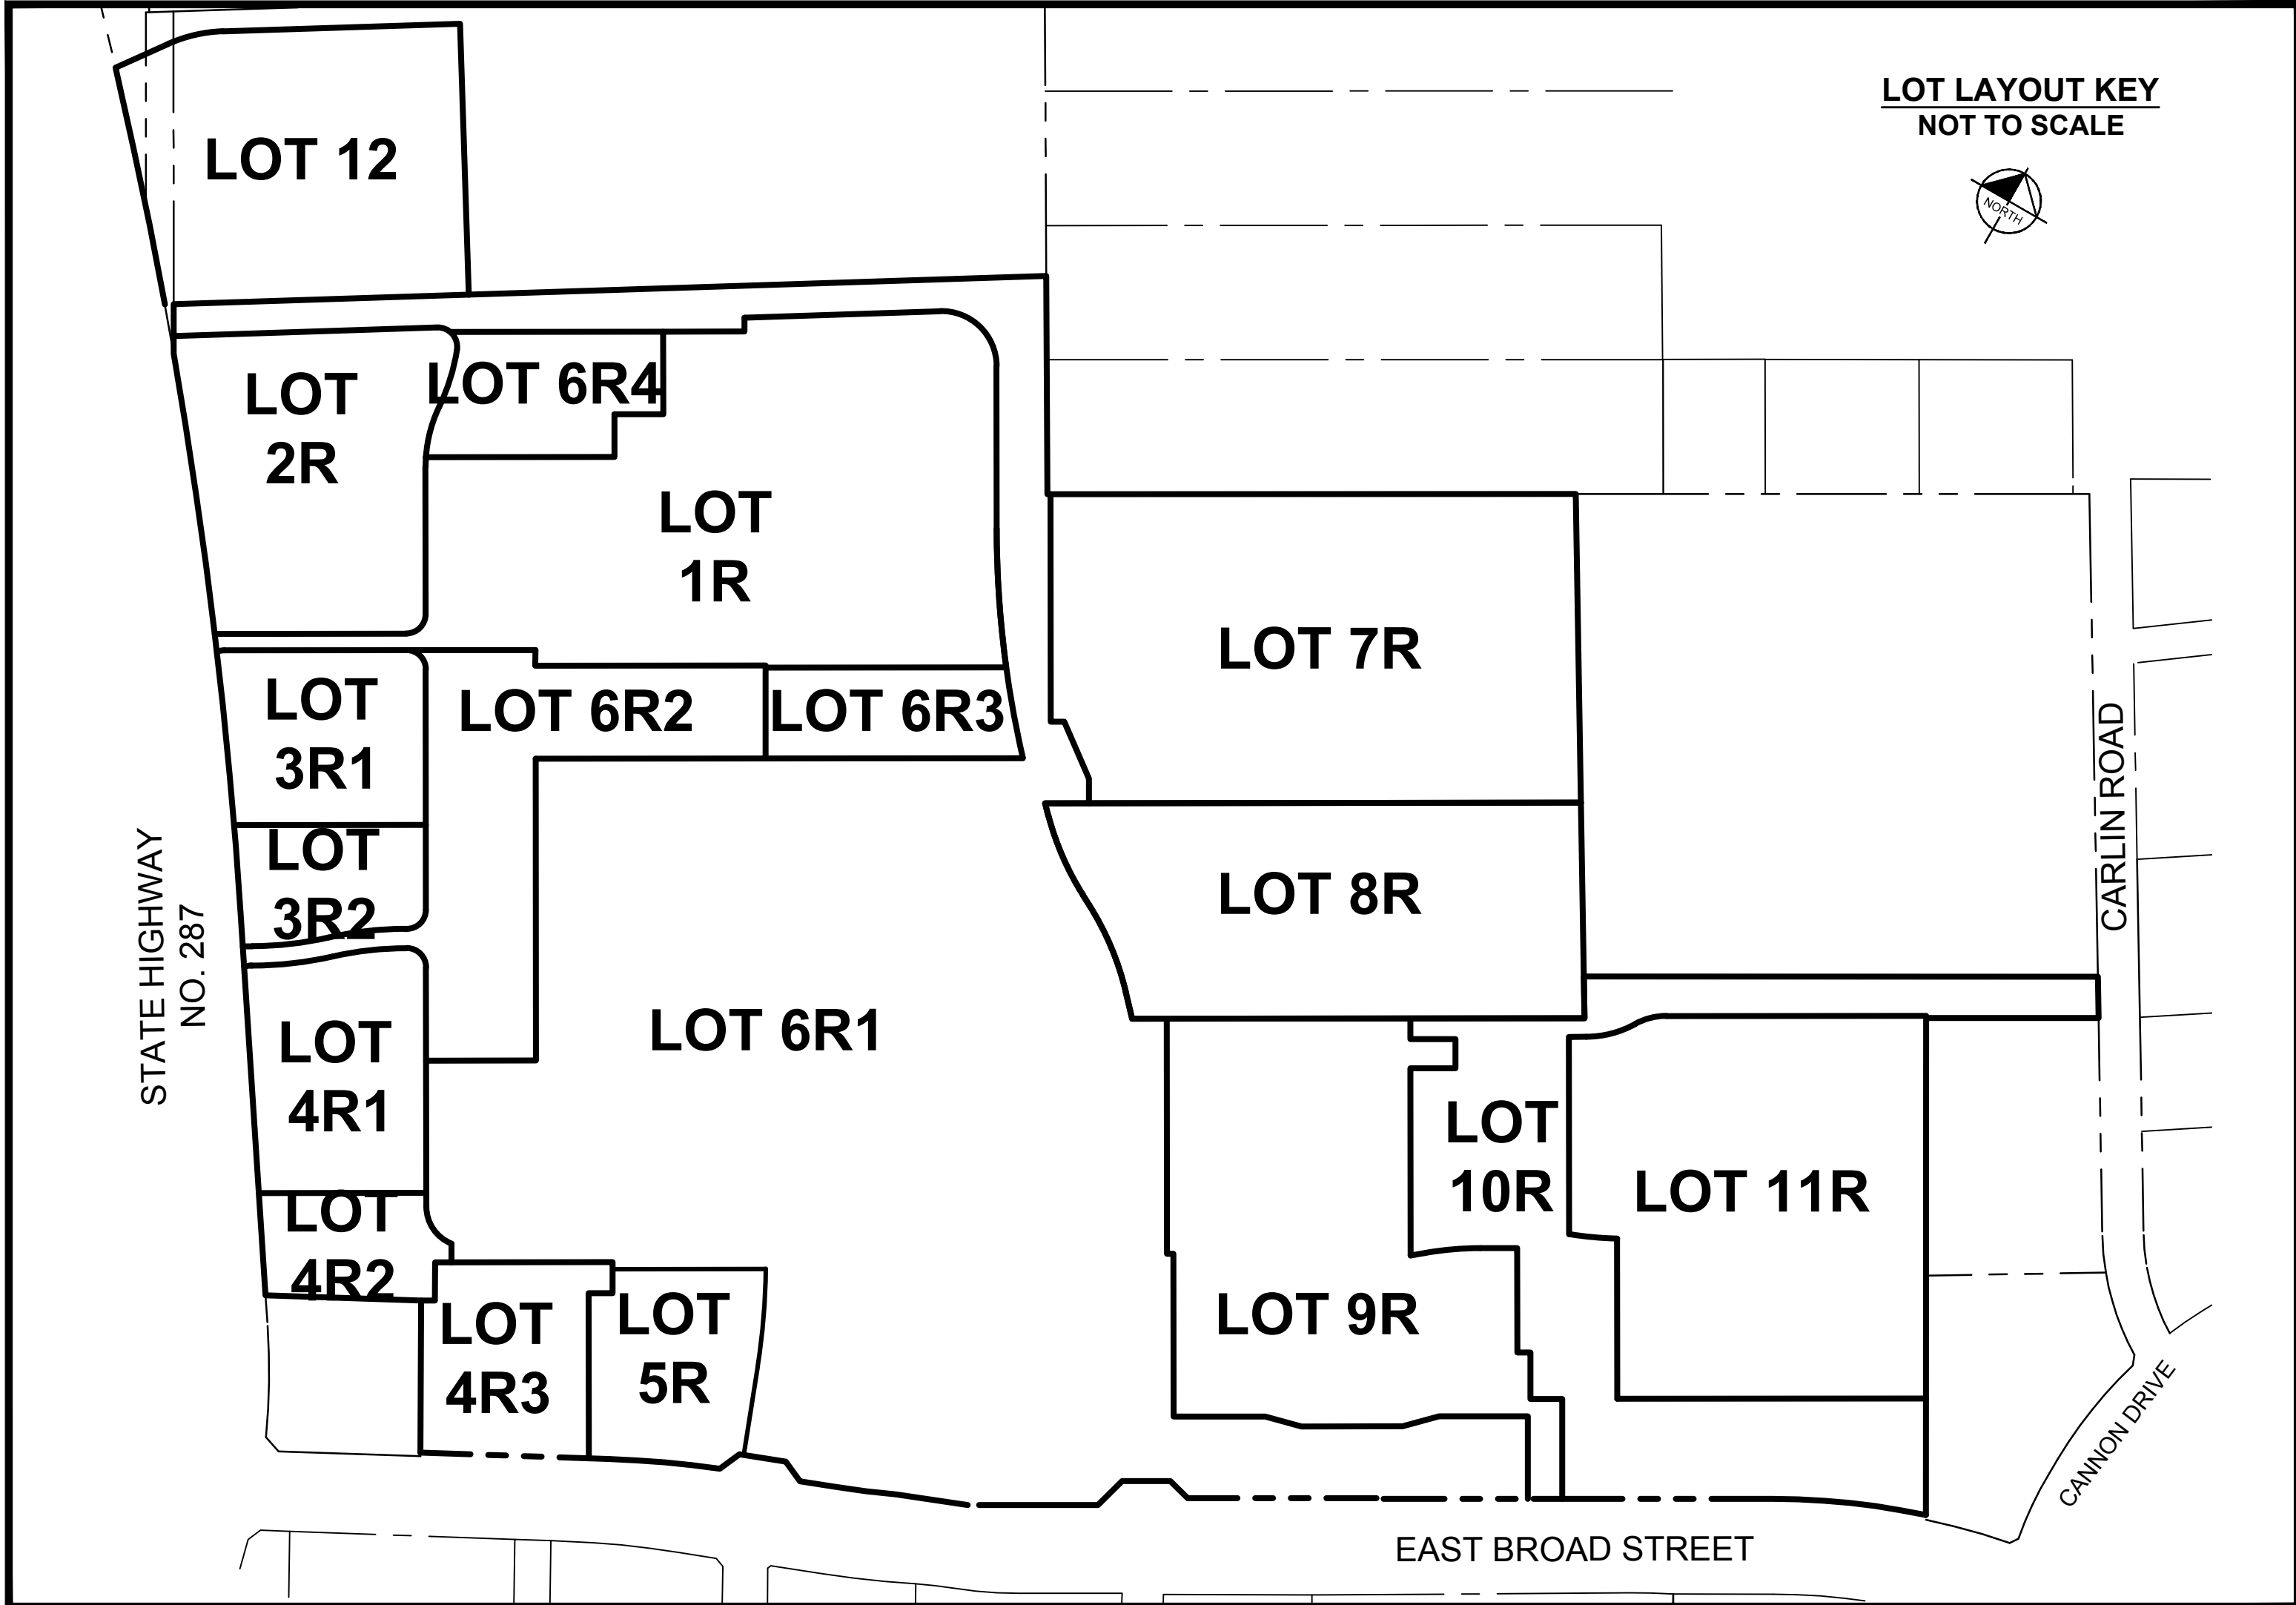 LOT LAYOUT KEY
NOT TO SCALE
NORTH
LOT 12
LOT
2R
LOT 6R4
LOT
1R
LOT
3R1
LOT 6R2
LOT 6R3
LOT 7R
LOT
3R2
LOT 8R
STATE HIGHWAY
NO. 287
CARLIN ROAD
LOT
4R1
LOT 6R1
LOT
4R2
LOT
10R
LOT 11R
LOT
4R3
LOT
5R
LOT 9R
CANNON DRIVE
EAST BROAD STREET